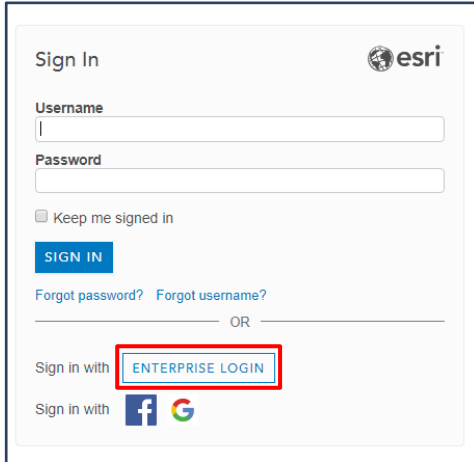 Sign In
esri
Username
Password
Keep me signed in
SIGN IN
Forgot password? Forgot username?
OR
Sign in with ENTERPRISE LOGIN
Sign in with f G